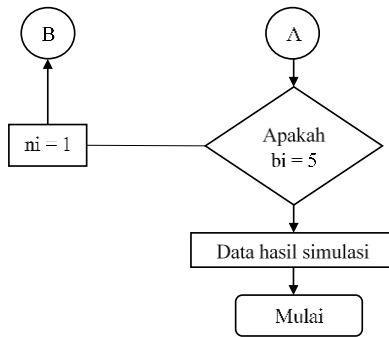 B
A
Apakah
bi = 5
ni = 1
Data hasil simulasi
Mulai